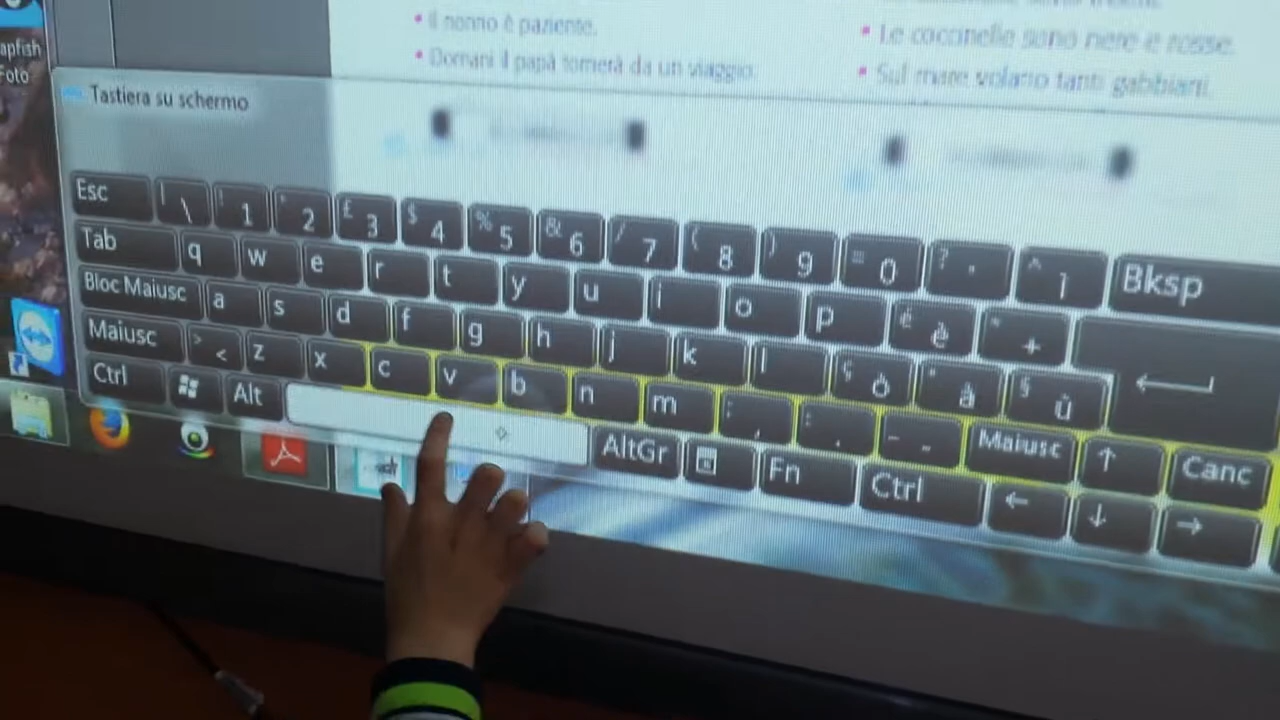 apfish
Foto
Il nonno è paziente.
Domani il papà tornerà da un viaggio.
Le coccinelle sono nere e rosse.
Sul mare volano tanti gabbiani.
Tastiera su schermo
Esc | \ ! 1 " 2 £ 3 $ 4 % 5 & 6 / 7 ( 8 ) 9 = 0 ? ' ^ ì Bksp
Tab q w e r t y u i o p é è * +
Bloc Maiusc a s d f g h j k l ç ò ° à § ù
Maiusc > < z x c v b n m ; , : . _ - Maiusc ↑ Canc
Ctrl Alt AltGr Fn Ctrl ← ↓ →